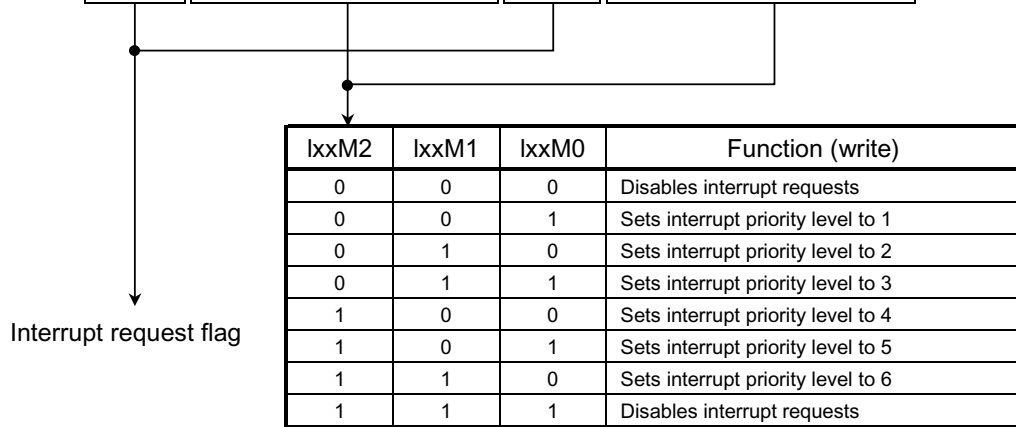 lxxM2 lxxM1 lxxM0 Function (write)
0 0 0 Disables interrupt requests
0 0 1 Sets interrupt priority level to 1
0 1 0 Sets interrupt priority level to 2
0 1 1 Sets interrupt priority level to 3
1 0 0 Sets interrupt priority level to 4
1 0 1 Sets interrupt priority level to 5
1 1 0 Sets interrupt priority level to 6
1 1 1 Disables interrupt requests
Interrupt request flag